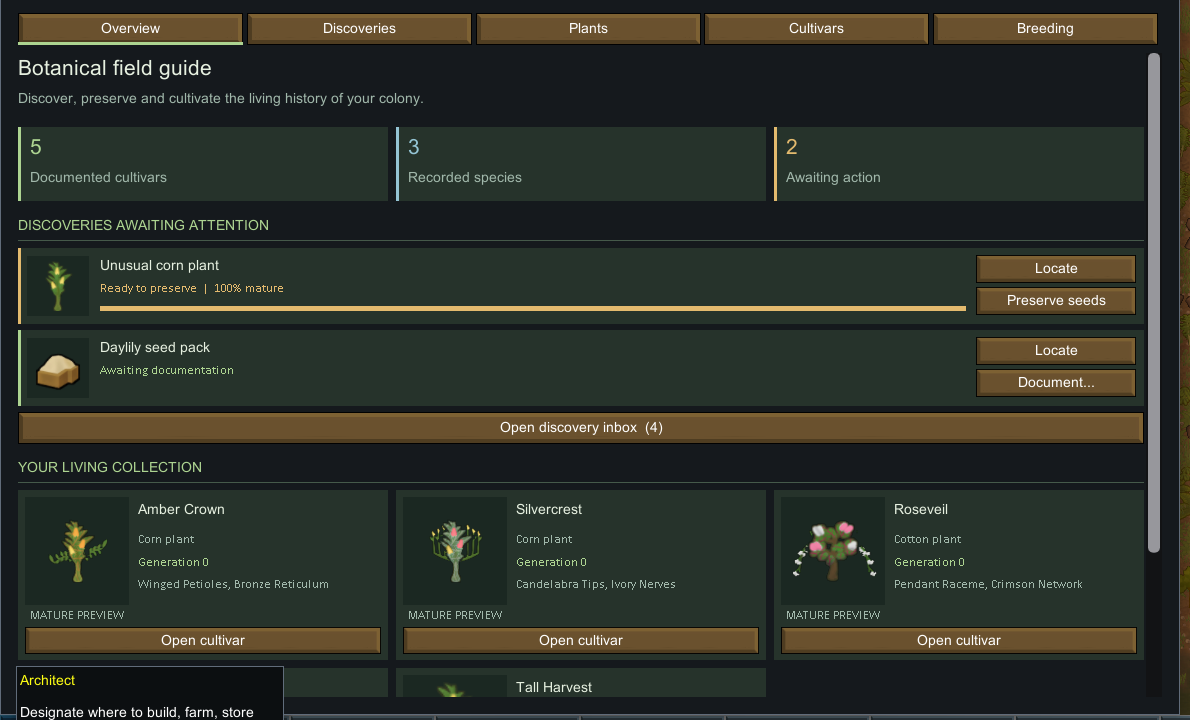 Overview
Discoveries
Plants
Cultivars
Breeding
Botanical field guide
Discover, preserve and cultivate the living history of your colony.
5
Documented cultivars
3
Recorded species
2
Awaiting action
DISCOVERIES AWAITING ATTENTION
Unusual corn plant
Ready to preserve | 100% mature
Locate
Preserve seeds
Daylily seed pack
Awaiting documentation
Locate
Document...
Open discovery inbox (4)
YOUR LIVING COLLECTION
Amber Crown
Corn plant
Generation 0
Winged Petioles, Bronze Reticulum
MATURE PREVIEW
Open cultivar
Silvercrest
Corn plant
Generation 0
Candelabra Tips, Ivory Nerves
MATURE PREVIEW
Open cultivar
Roseveil
Cotton plant
Generation 0
Pendant Raceme, Crimson Network
MATURE PREVIEW
Open cultivar
Tall Harvest
Architect
Designate where to build, farm, store